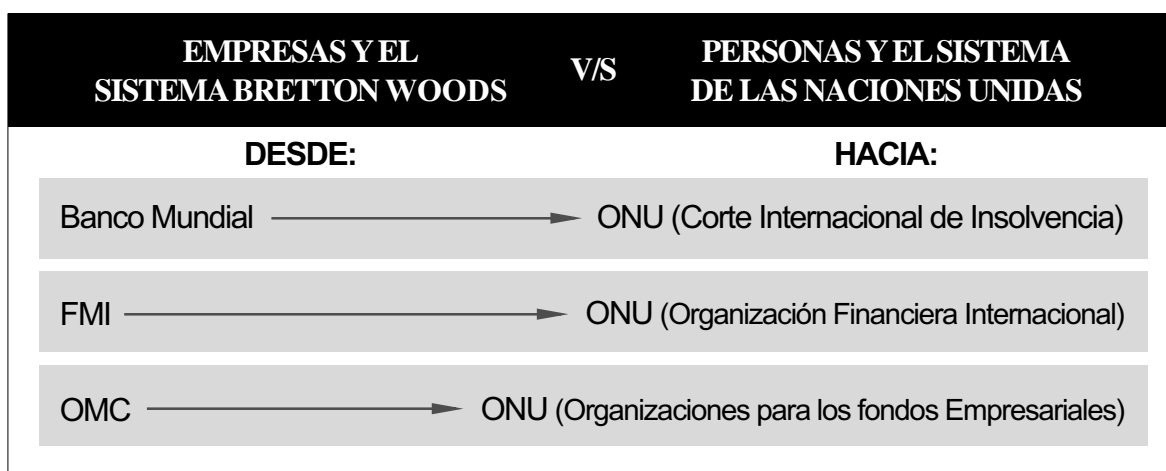 EMPRESAS Y EL
SISTEMA BRETTON WOODS
V/S
PERSONAS Y EL SISTEMA
DE LAS NACIONES UNIDAS
DESDE:
HACIA:
Banco Mundial
ONU (Corte Internacional de Insolvencia)
FMI
ONU (Organización Financiera Internacional)
OMC
ONU (Organizaciones para los fondos Empresariales)